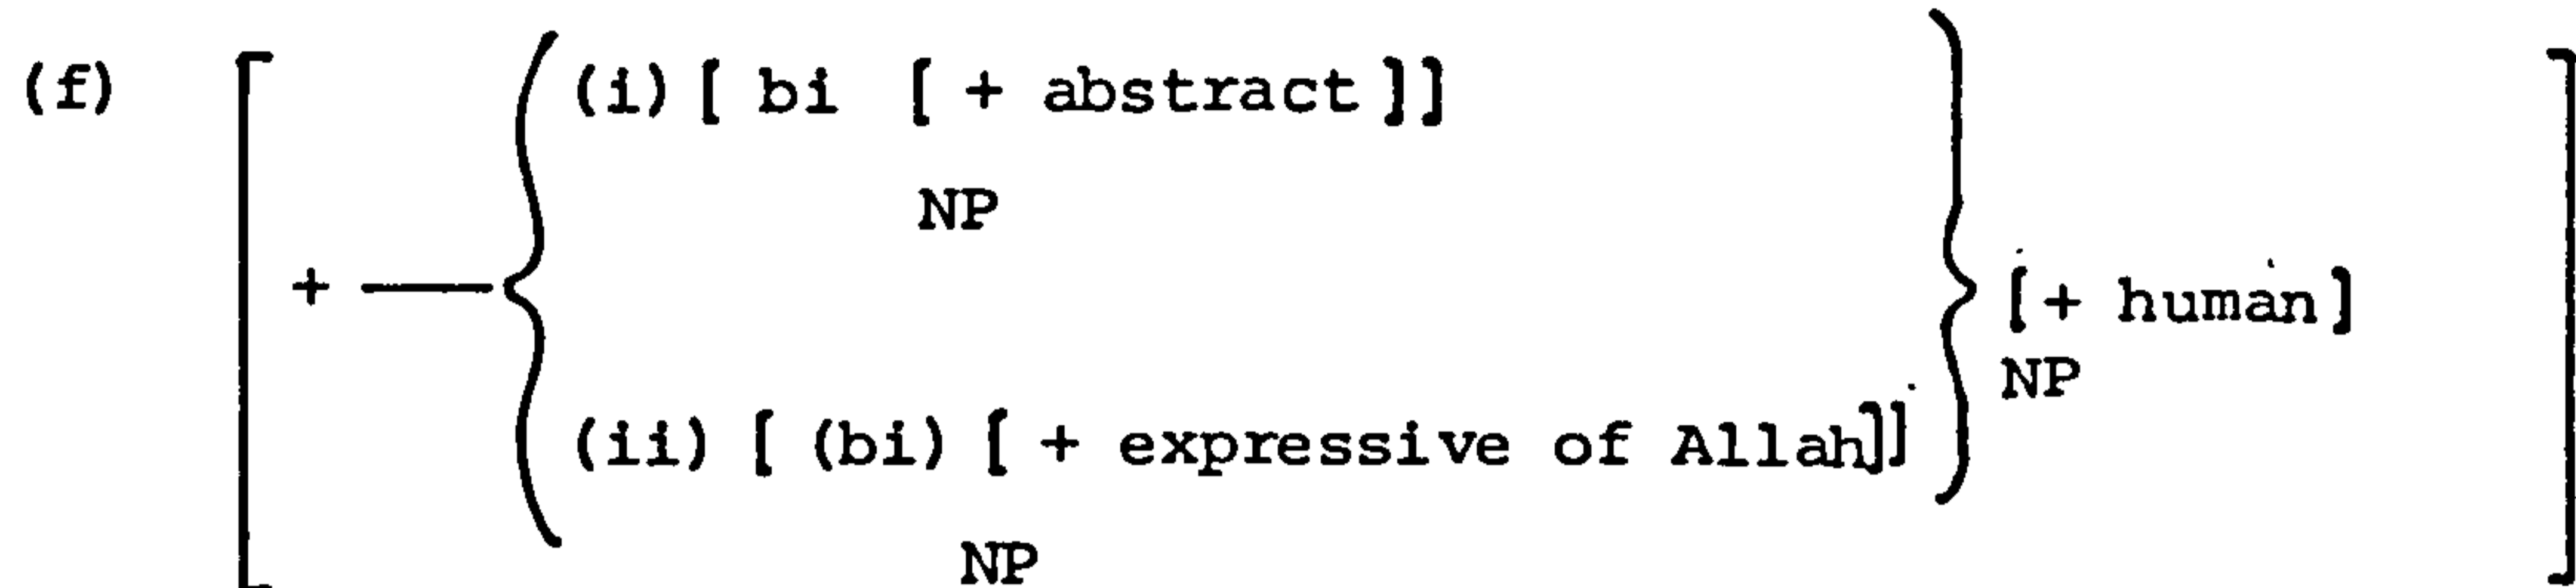 (f) (i) [ bi [ + abstract ]]
NP
+ —— [+ human]
NP
(ii) [ (bi) [ + expressive of Allah]]
NP